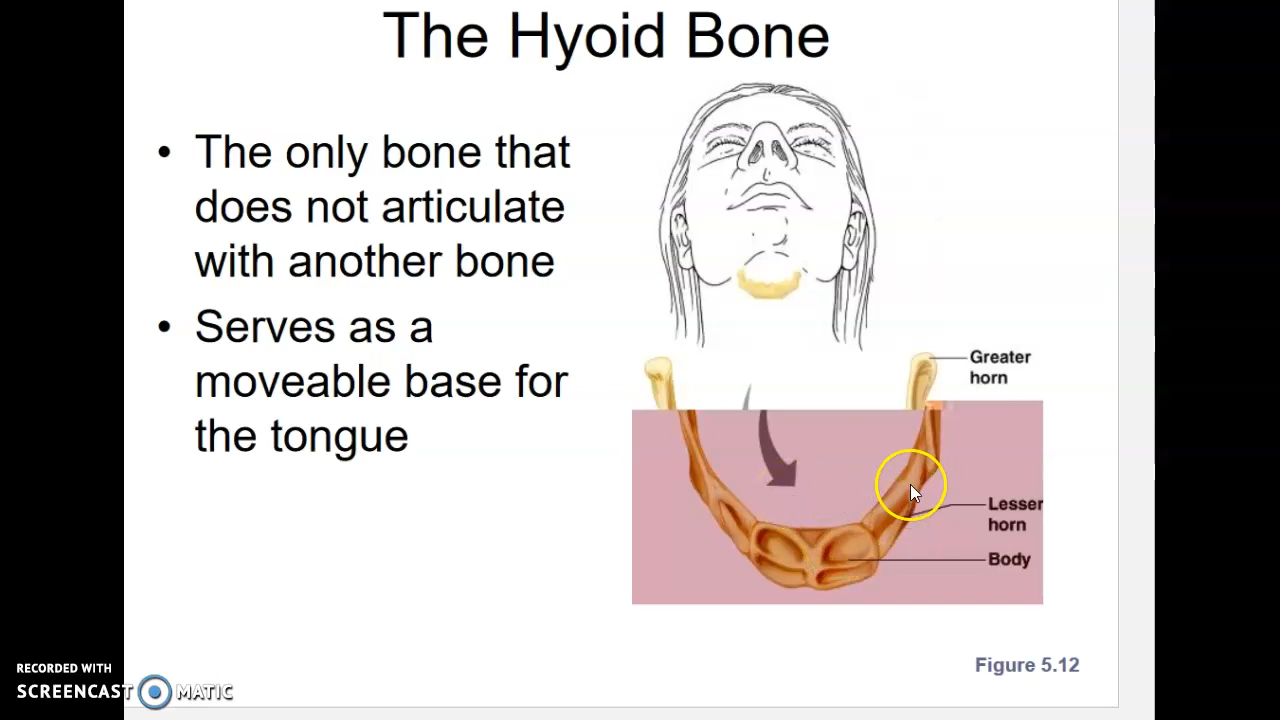 The Hyoid Bone
• The only bone that
does not articulate
with another bone
• Serves as a
moveable base for
the tongue
Greater
horn
Lesser
horn
Body
Figure 5.12
RECORDED WITH
SCREENCAST MATIC